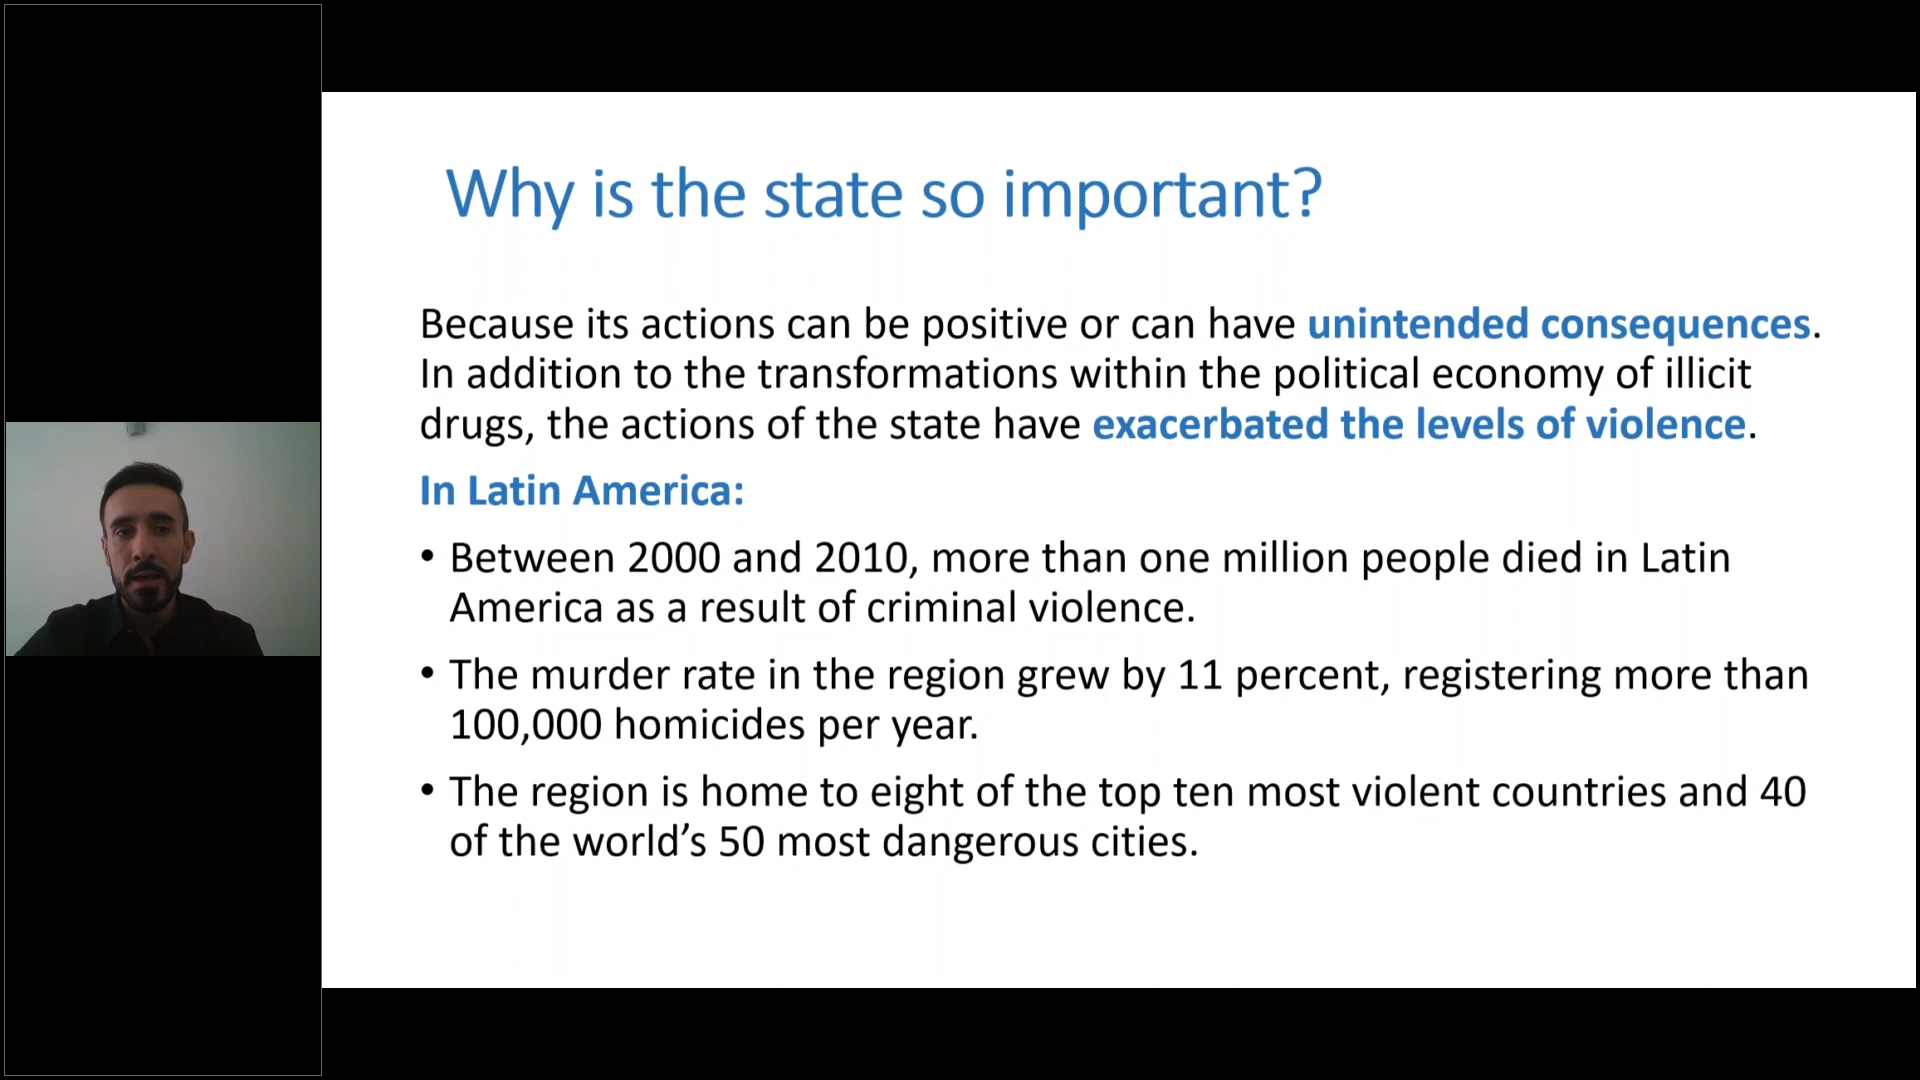 Why is the state so important?
Because its actions can be positive or can have unintended consequences.
In addition to the transformations within the political economy of illicit
drugs, the actions of the state have exacerbated the levels of violence.
In Latin America:
• Between 2000 and 2010, more than one million people died in Latin
America as a result of criminal violence.
• The murder rate in the region grew by 11 percent, registering more than
100,000 homicides per year.
• The region is home to eight of the top ten most violent countries and 40
of the world’s 50 most dangerous cities.